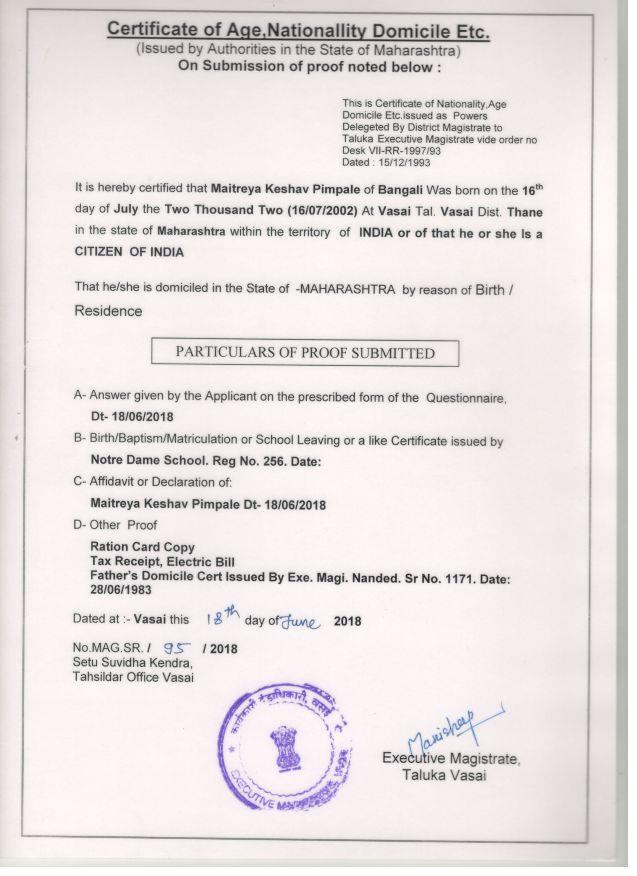 Certificate of Age,Nationallity Domicile Etc.
(Issued by Authorities in the State of Maharashtra)
On Submission of proof noted below :
This is Certificate of Nationality,Age
Domicile Etc.issued as Powers
Delegeted By District Magistrate to
Taluka Executive Magistrate vide order no
Desk VII-RR-1997/93
Dated : 15/12/1993
It is hereby certified that Maitreya Keshav Pimpale of Bangali Was born on the 16th
day of July the Two Thousand Two (16/07/2002) At Vasai Tal. Vasai Dist. Thane
in the state of Maharashtra within the territory of INDIA or of that he or she Is a
CITIZEN OF INDIA
That he/she is domiciled in the State of -MAHARASHTRA by reason of Birth /
Residence
PARTICULARS OF PROOF SUBMITTED
A- Answer given by the Applicant on the prescribed form of the Questionnaire,
Dt- 18/06/2018
B- Birth/Baptism/Matriculation or School Leaving or a like Certificate issued by
Notre Dame School. Reg No. 256. Date:
C- Affidavit or Declaration of:
Maitreya Keshav Pimpale Dt- 18/06/2018
D- Other Proof
Ration Card Copy
Tax Receipt, Electric Bill
Father's Domicile Cert Issued By Exe. Magi. Nanded. Sr No. 1171. Date:
28/06/1983
Dated at :- Vasai this 18th day of June 2018
No.MAG.SR. / 95 / 2018
Setu Suvidha Kendra,
Tahsildar Office Vasai
कार्यकारी दंडाधिकारी, वसई
EXECUTIVE
Executive Magistrate,
Taluka Vasai